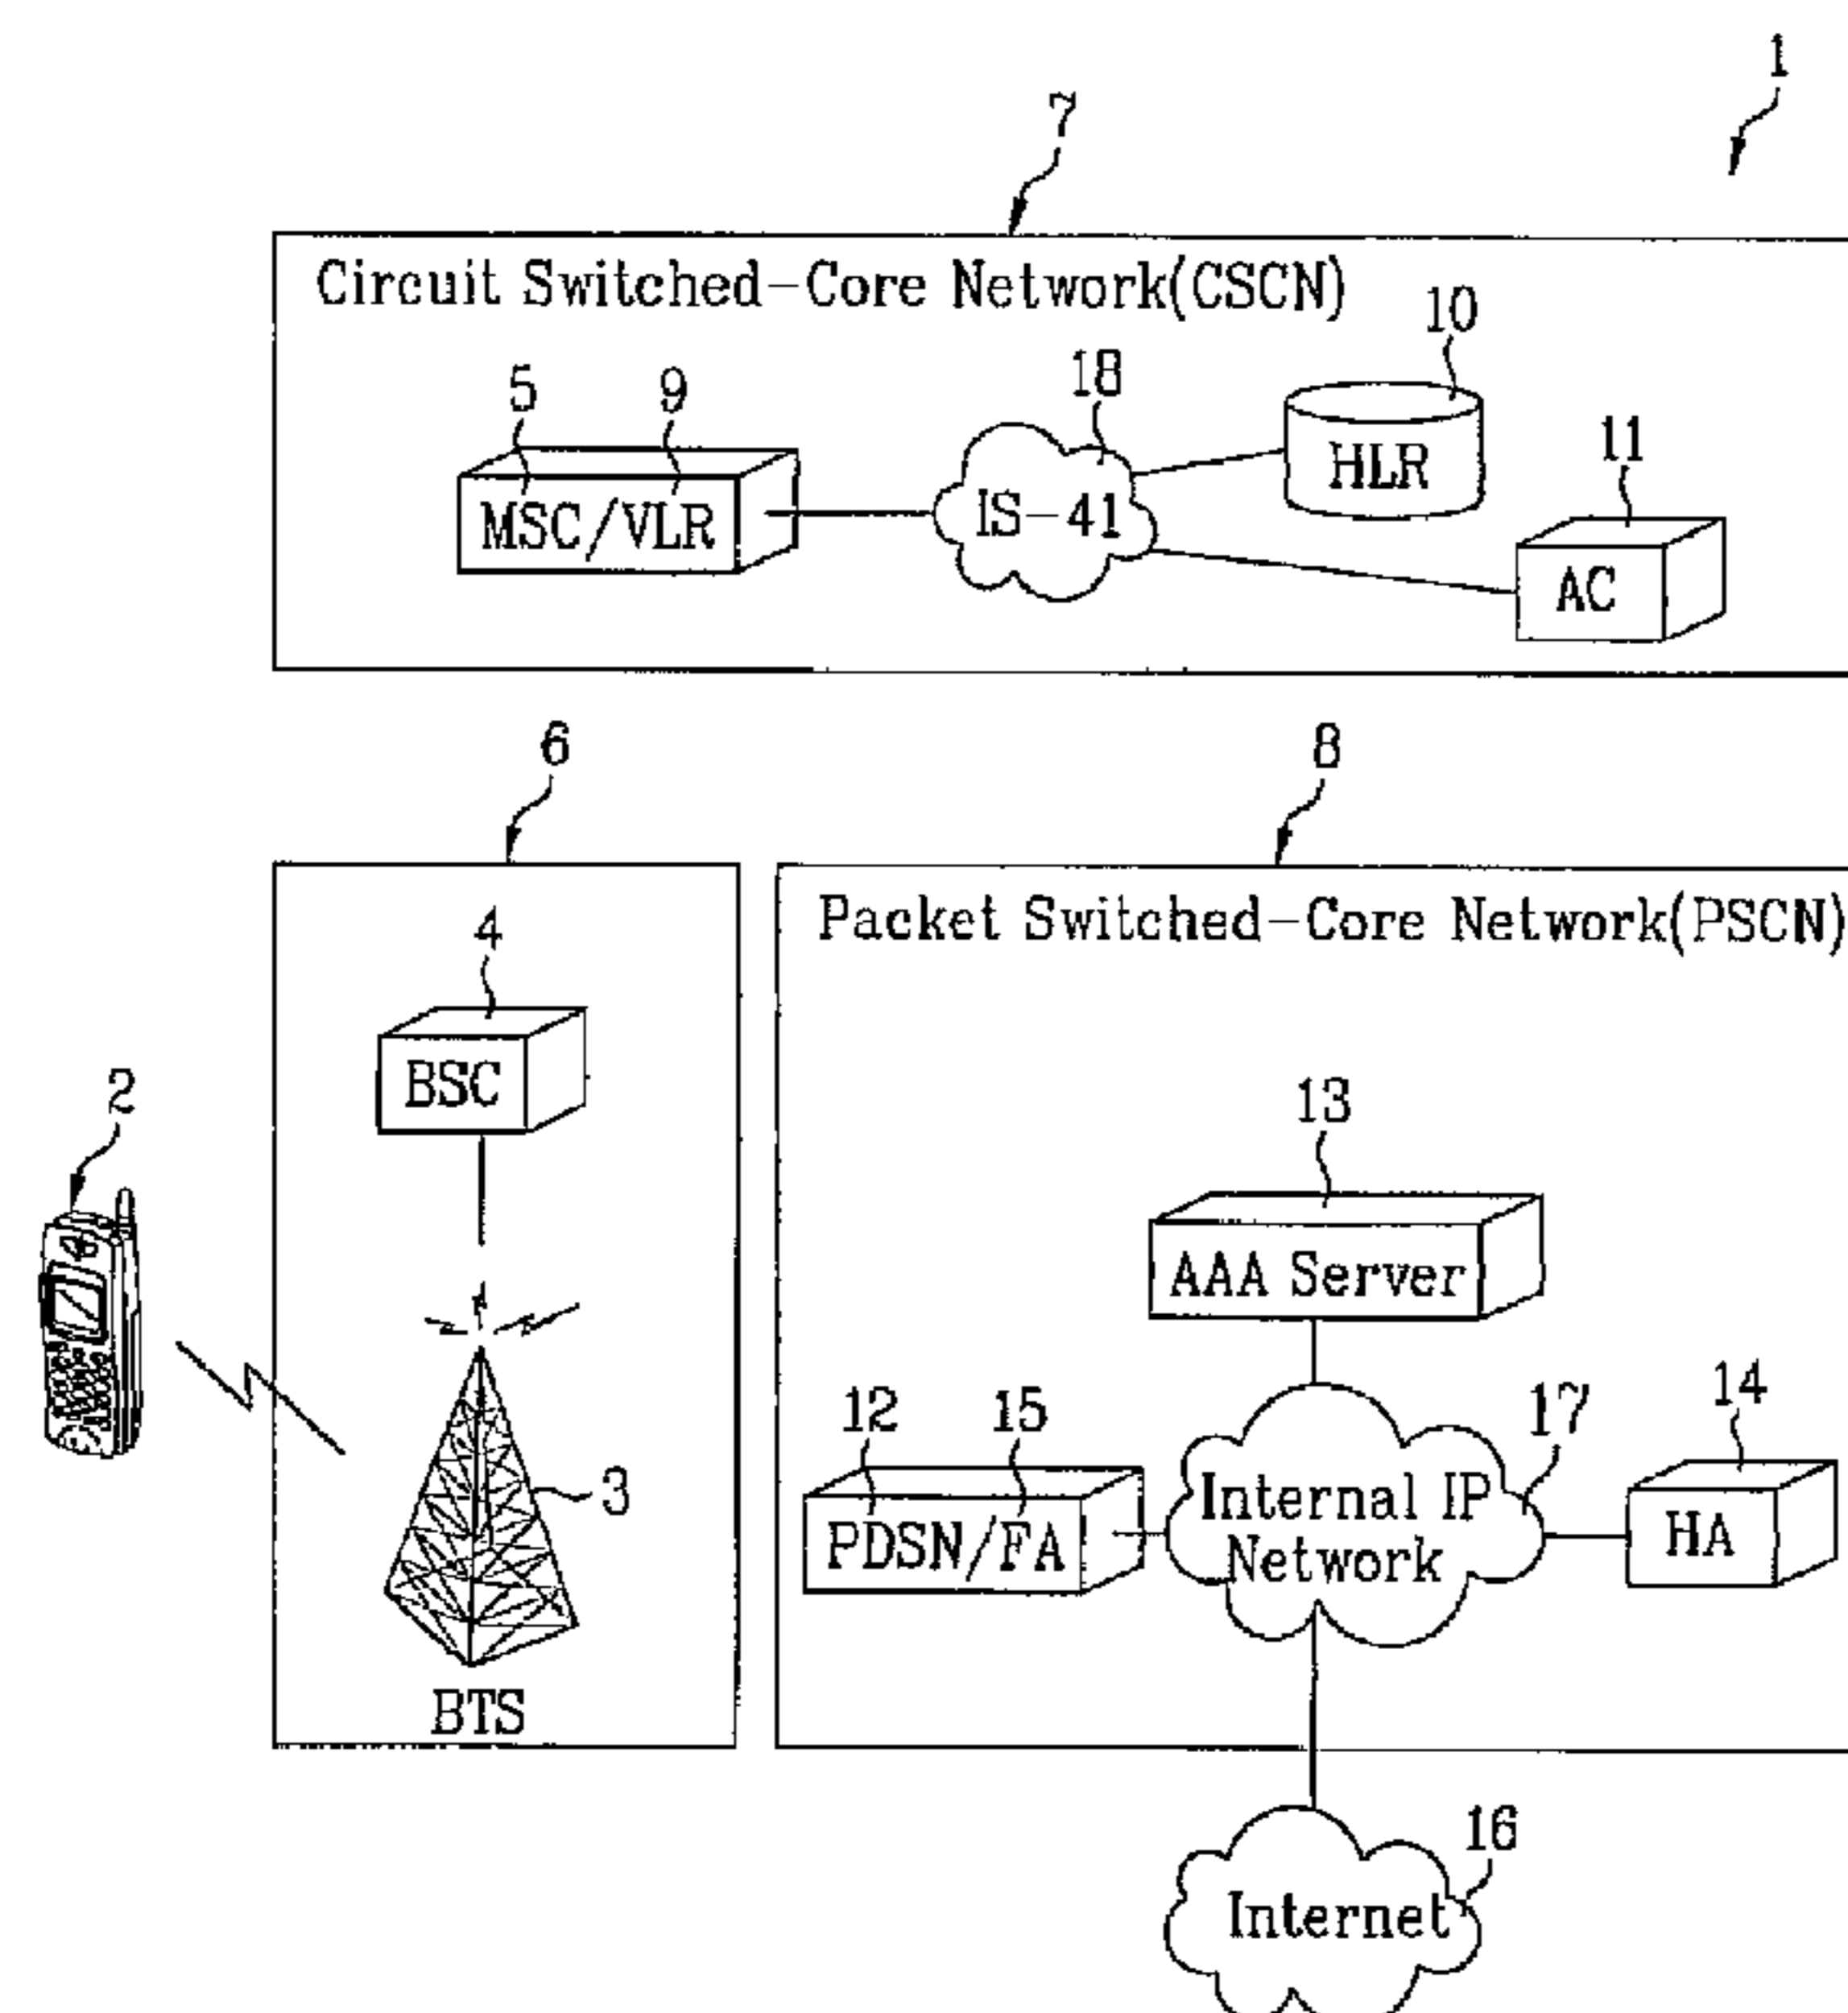 1
7
Circuit Switched-Core Network(CSCN)
10
18
5 9
11
HLR
MSC/VLR
IS-41
AC
6
8
Packet Switched-Core Network(PSCN)
4
BSC
2
13
AAA Server
12 15
17
14
3
Internal IP
Network
PDSN/FA
HA
BTS
16
Internet